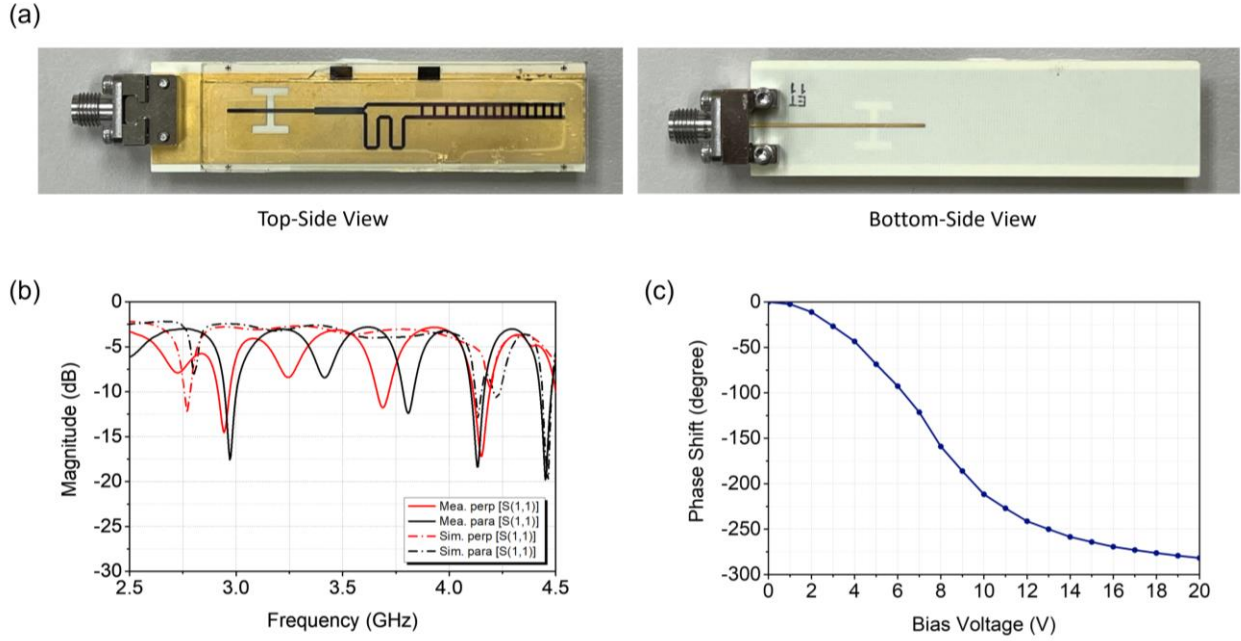 (a)
ET
11
Top-Side View
Bottom-Side View
(b)
0
-5
-10
-15
-20
-25
-30
Magnitude (dB)
2.5 3.0 3.5 4.0 4.5
Frequency (GHz)
Mea. perp [S(1,1)]
Mea. para [S(1,1)]
Sim. perp [S(1,1)]
Sim. para [S(1,1)]
(c)
0
-50
-100
-150
-200
-250
-300
Phase Shift (degree)
0 2 4 6 8 10 12 14 16 18 20
Bias Voltage (V)